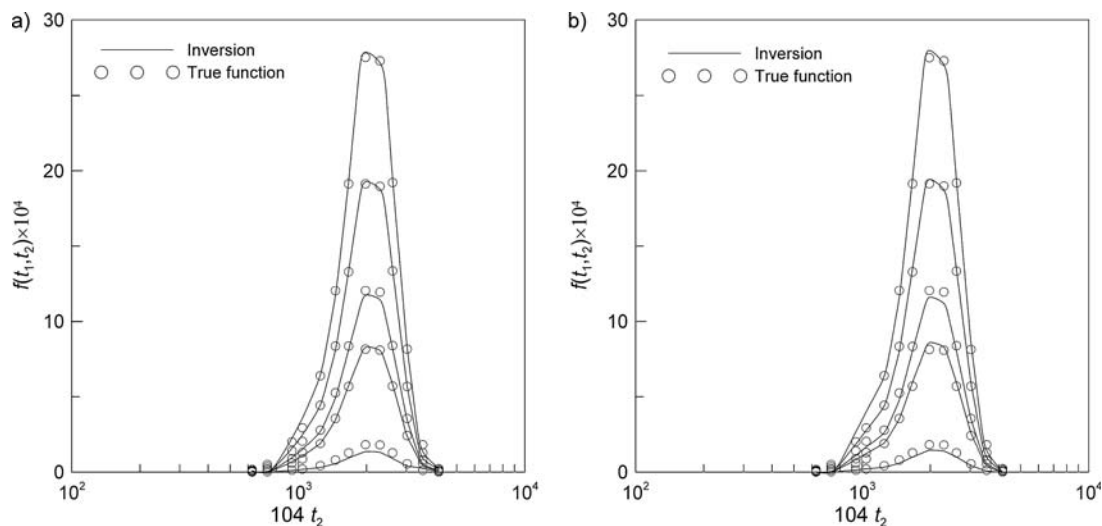 a)
30
Inversion
True function
20
f(t₁,t₂)×10⁴
10
0
10²
10³
10⁴
104 t₂
b)
30
Inversion
True function
20
f(t₁,t₂)×10⁴
10
0
10²
10³
10⁴
104 t₂